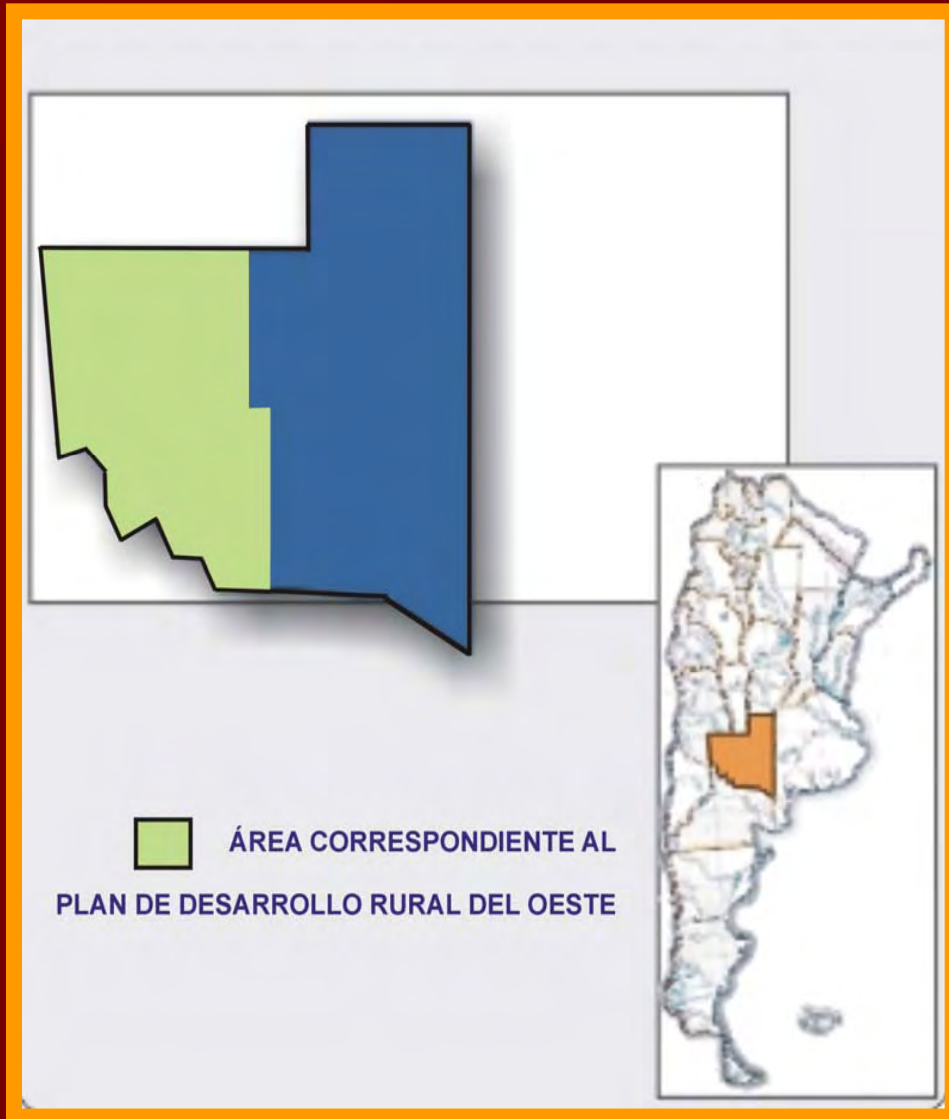 ÁREA CORRESPONDIENTE AL
PLAN DE DESARROLLO RURAL DEL OESTE